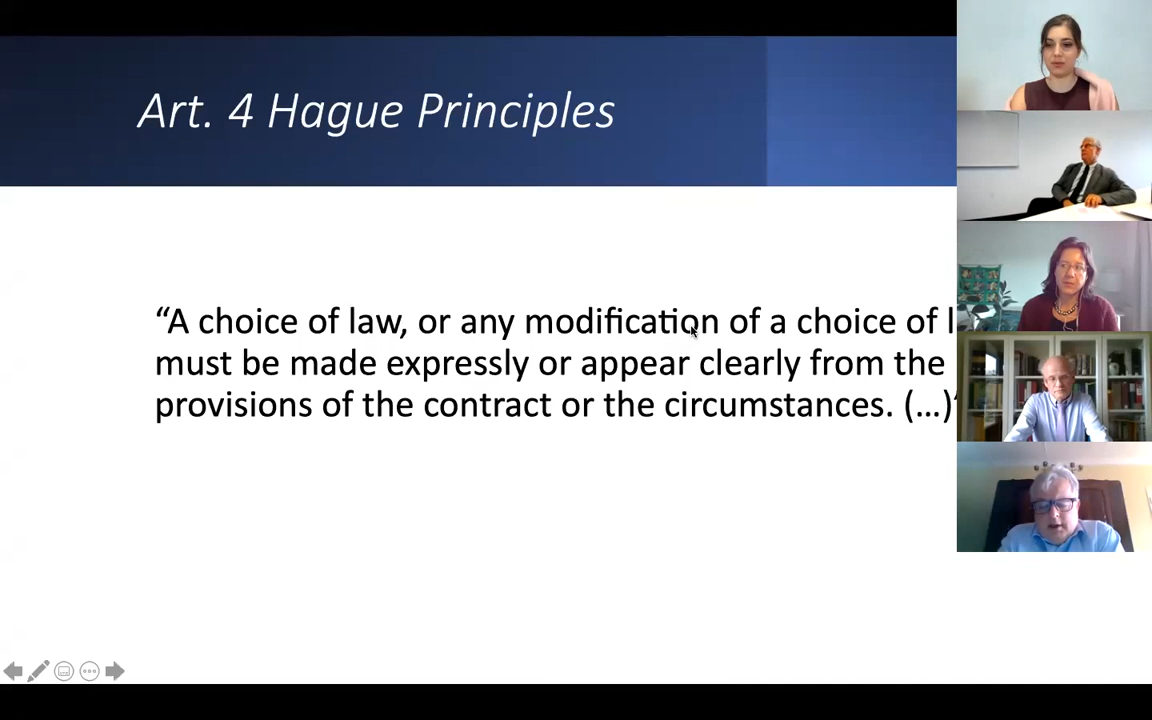 Art. 4 Hague Principles
“A choice of law, or any modification of a choice of
must be made expressly or appear clearly from the
provisions of the contract or the circumstances. (…)”